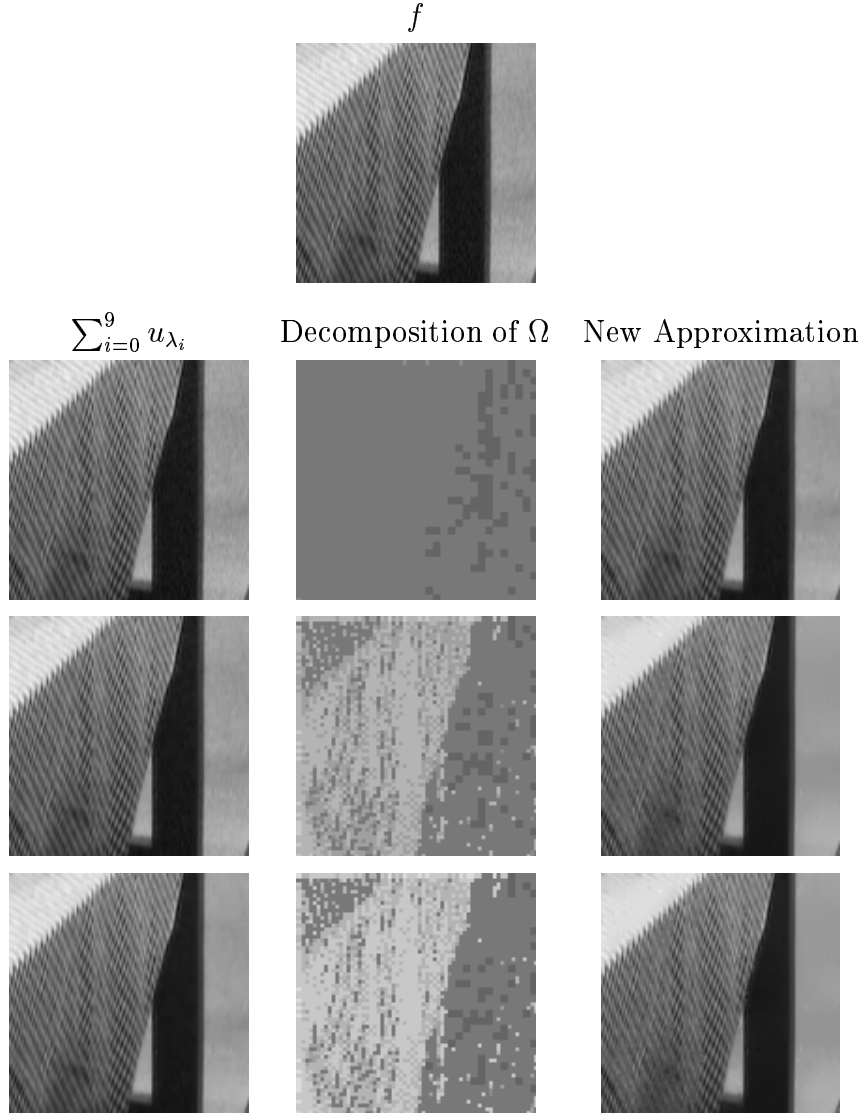 f
∑_{i=0}^{9} u_{λ_i} Decomposition of Ω New Approximation